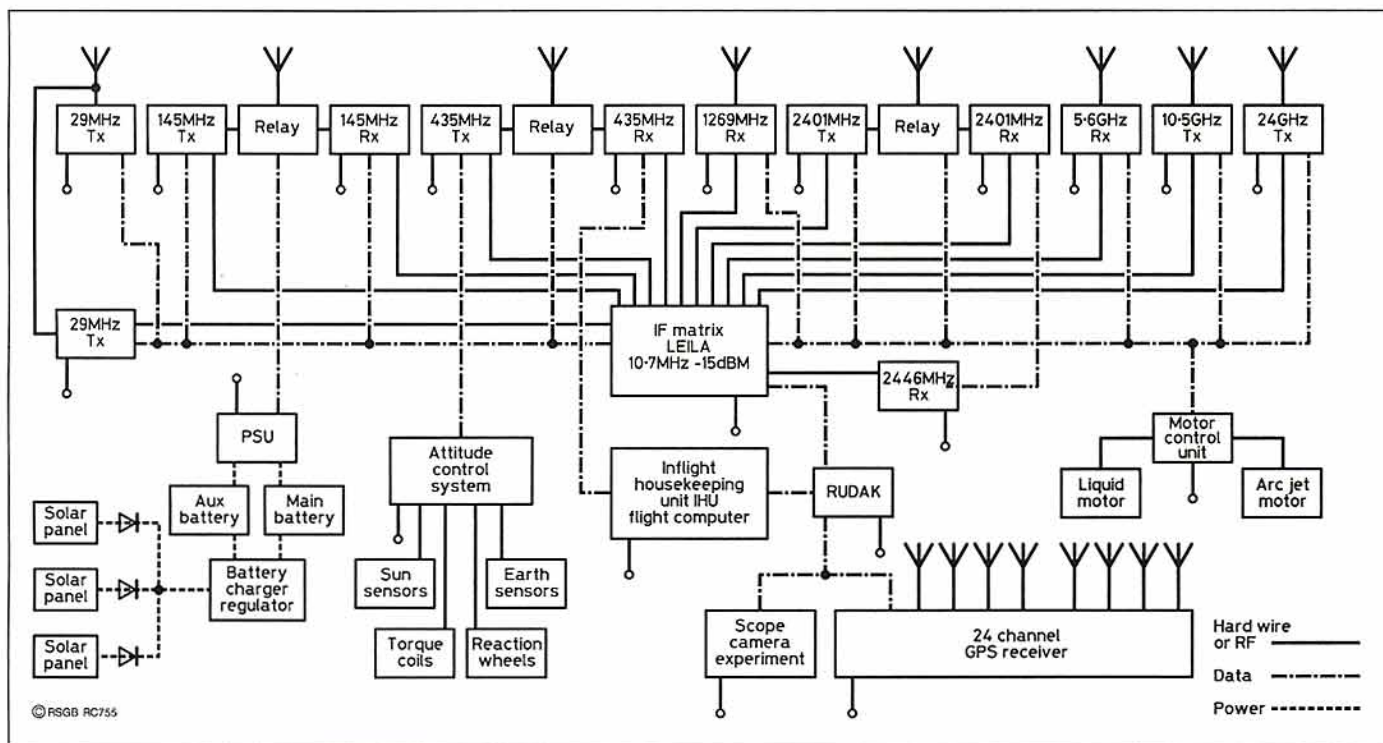 29MHz
Tx
145MHz
Tx
Relay
145MHz
Rx
435MHz
Tx
Relay
435MHz
Rx
1269MHz
Rx
2401MHz
Tx
Relay
2401MHz
Rx
5·6GHz
Rx
10·5GHz
Tx
24GHz
Tx
29MHz
Tx
IF matrix
LEILA
10·7MHz -15dBM
2446MHz
Rx
PSU
Aux
battery
Main
battery
Solar
panel
Solar
panel
Solar
panel
Battery
charger
regulator
Attitude
control
system
Sun
sensors
Earth
sensors
Torque
coils
Reaction
wheels
Inflight
housekeeping
unit IHU
flight computer
RUDAK
Motor
control
unit
Liquid
motor
Arc jet
motor
Scope
camera
experiment
24 channel
GPS receiver
Hard wire
or RF
Data
Power
© RSGB RC755